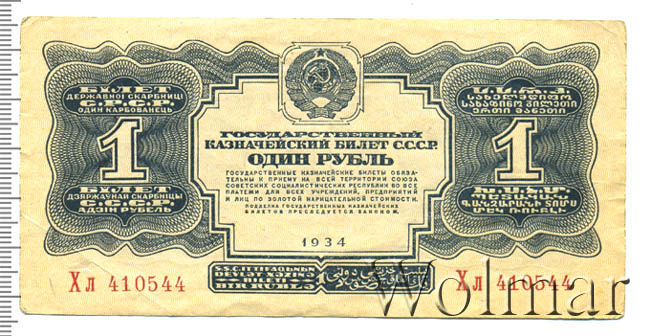 БІЛЕТ
ДЕРЖАВНОЇ СКАРБНИЦІ
С.Р.С.Р.
ОДИН КАРБОВАНЕЦЬ
1
БІЛЕТ
ДЗЯРЖАЎНАЙ СКАРБНІЦЫ
С.С.С.Р.
АДЗІН РУБЕЛЬ
ГОСУДАРСТВЕННЫЙ
КАЗНАЧЕЙСКИЙ БИЛЕТ С.С.С.Р.
ОДИН РУБЛЬ
ГОСУДАРСТВЕННЫЕ КАЗНАЧЕЙСКИЕ БИЛЕТЫ ОБЯЗА-
ТЕЛЬНЫ К ПРИЕМУ НА ВСЕЙ ТЕРРИТОРИИ СОЮЗА
СОВЕТСКИХ СОЦИАЛИСТИЧЕСКИХ РЕСПУБЛИК ВО ВСЕ
ПЛАТЕЖИ ДЛЯ ВСЕХ УЧРЕЖДЕНИЙ, ПРЕДПРИЯТИЙ
И ЛИЦ ПО ЗОЛОТОЙ НАРИЦАТЕЛЬНОЙ СТОИМОСТИ.
ПОДДЕЛКА ГОСУДАРСТВЕННЫХ КАЗНАЧЕЙСКИХ
БИЛЕТОВ ПРЕСЛЕДУЕТСЯ ЗАКОНОМ.
1934
1
Хл 410544
Хл 410544
Wolmar